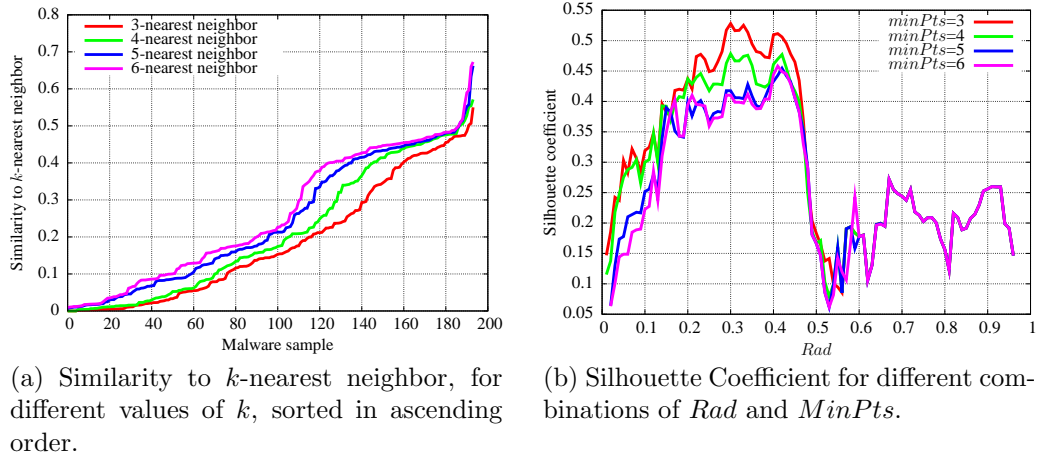 3-nearest neighbor
4-nearest neighbor
5-nearest neighbor
6-nearest neighbor
Similarity to k-nearest neighbor
0.8
0.7
0.6
0.5
0.4
0.3
0.2
0.1
0
0 20 40 60 80 100 120 140 160 180 200
Malware sample
(a) Similarity to k-nearest neighbor, for
different values of k, sorted in ascending
order.
minPts=3
minPts=4
minPts=5
minPts=6
Silhouette coefficient
0.55
0.5
0.45
0.4
0.35
0.3
0.25
0.2
0.15
0.1
0.05
0 0.1 0.2 0.3 0.4 0.5 0.6 0.7 0.8 0.9 1
Rad
(b) Silhouette Coefficient for different com-
binations of Rad and MinPts.